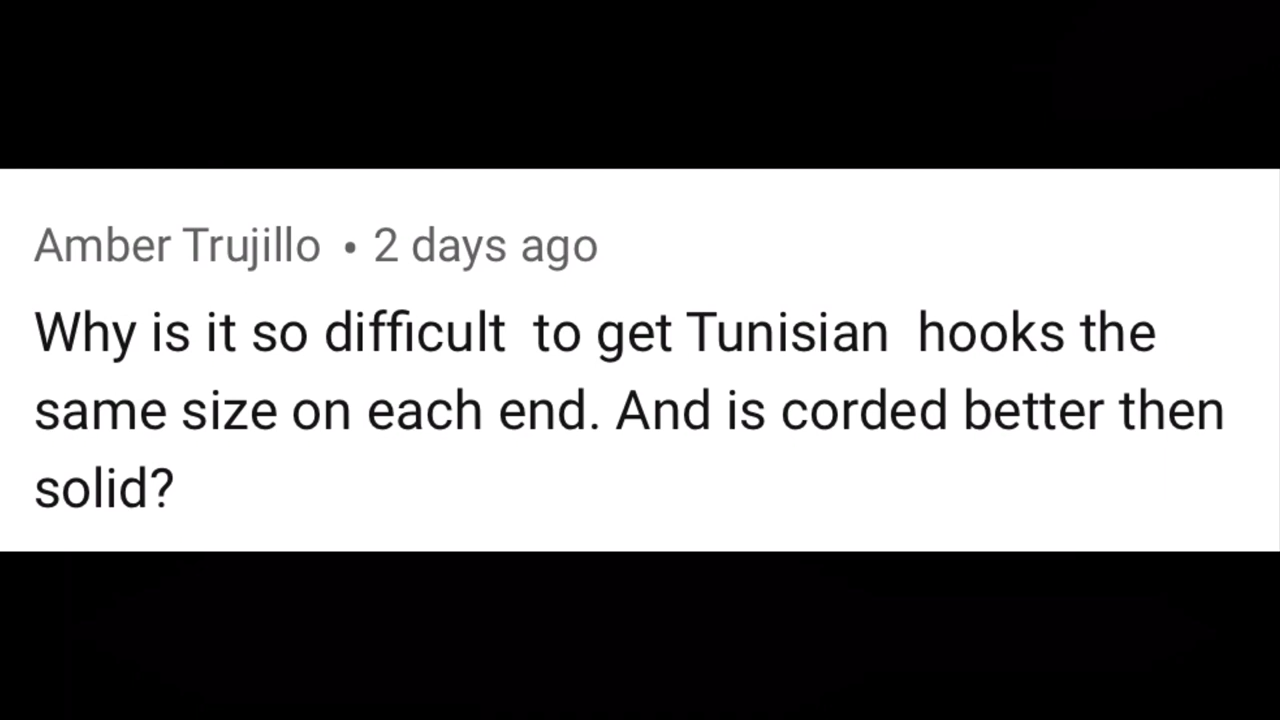 Amber Trujillo • 2 days ago
Why is it so difficult  to get Tunisian  hooks the
same size on each end. And is corded better then
solid?